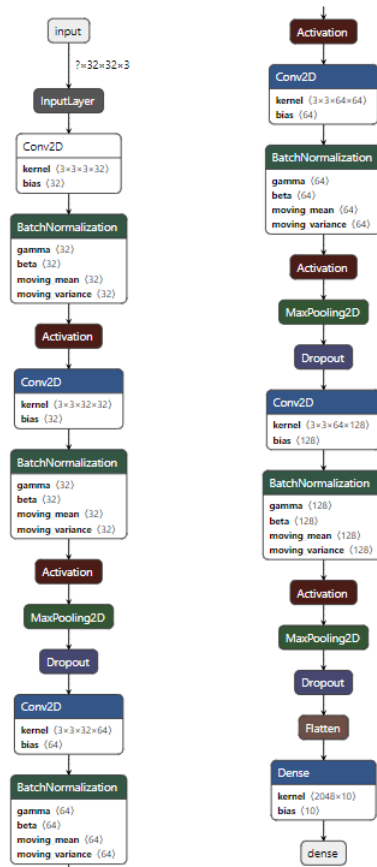 input
?×32×32×3
InputLayer
Conv2D
kernel ⟨3×3×3×32⟩
bias ⟨32⟩
BatchNormalization
gamma ⟨32⟩
beta ⟨32⟩
moving mean ⟨32⟩
moving variance ⟨32⟩
Activation
Conv2D
kernel ⟨3×3×32×32⟩
bias ⟨32⟩
BatchNormalization
gamma ⟨32⟩
beta ⟨32⟩
moving mean ⟨32⟩
moving variance ⟨32⟩
Activation
MaxPooling2D
Dropout
Conv2D
kernel ⟨3×3×32×64⟩
bias ⟨64⟩
BatchNormalization
gamma ⟨64⟩
beta ⟨64⟩
moving mean ⟨64⟩
moving variance ⟨64⟩
Activation
Conv2D
kernel ⟨3×3×64×64⟩
bias ⟨64⟩
BatchNormalization
gamma ⟨64⟩
beta ⟨64⟩
moving mean ⟨64⟩
moving variance ⟨64⟩
Activation
MaxPooling2D
Dropout
Conv2D
kernel ⟨3×3×64×128⟩
bias ⟨128⟩
BatchNormalization
gamma ⟨128⟩
beta ⟨128⟩
moving mean ⟨128⟩
moving variance ⟨128⟩
Activation
MaxPooling2D
Dropout
Flatten
Dense
kernel ⟨2048×10⟩
bias ⟨10⟩
dense